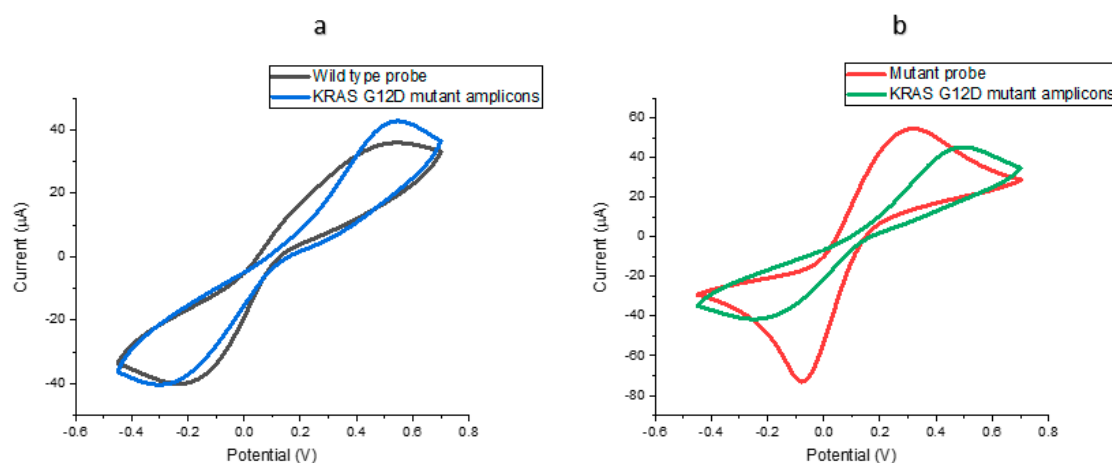 a
Wild type probe
KRAS G12D mutant amplicons
40
20
0
-20
-40
Current (μA)
-0.6
-0.4
-0.2
0.0
0.2
0.4
0.6
0.8
Potential (V)
b
Mutant probe
KRAS G12D mutant amplicons
60
40
20
0
-20
-40
-60
-80
Current (μA)
-0.6
-0.4
-0.2
0.0
0.2
0.4
0.6
0.8
Potential (V)